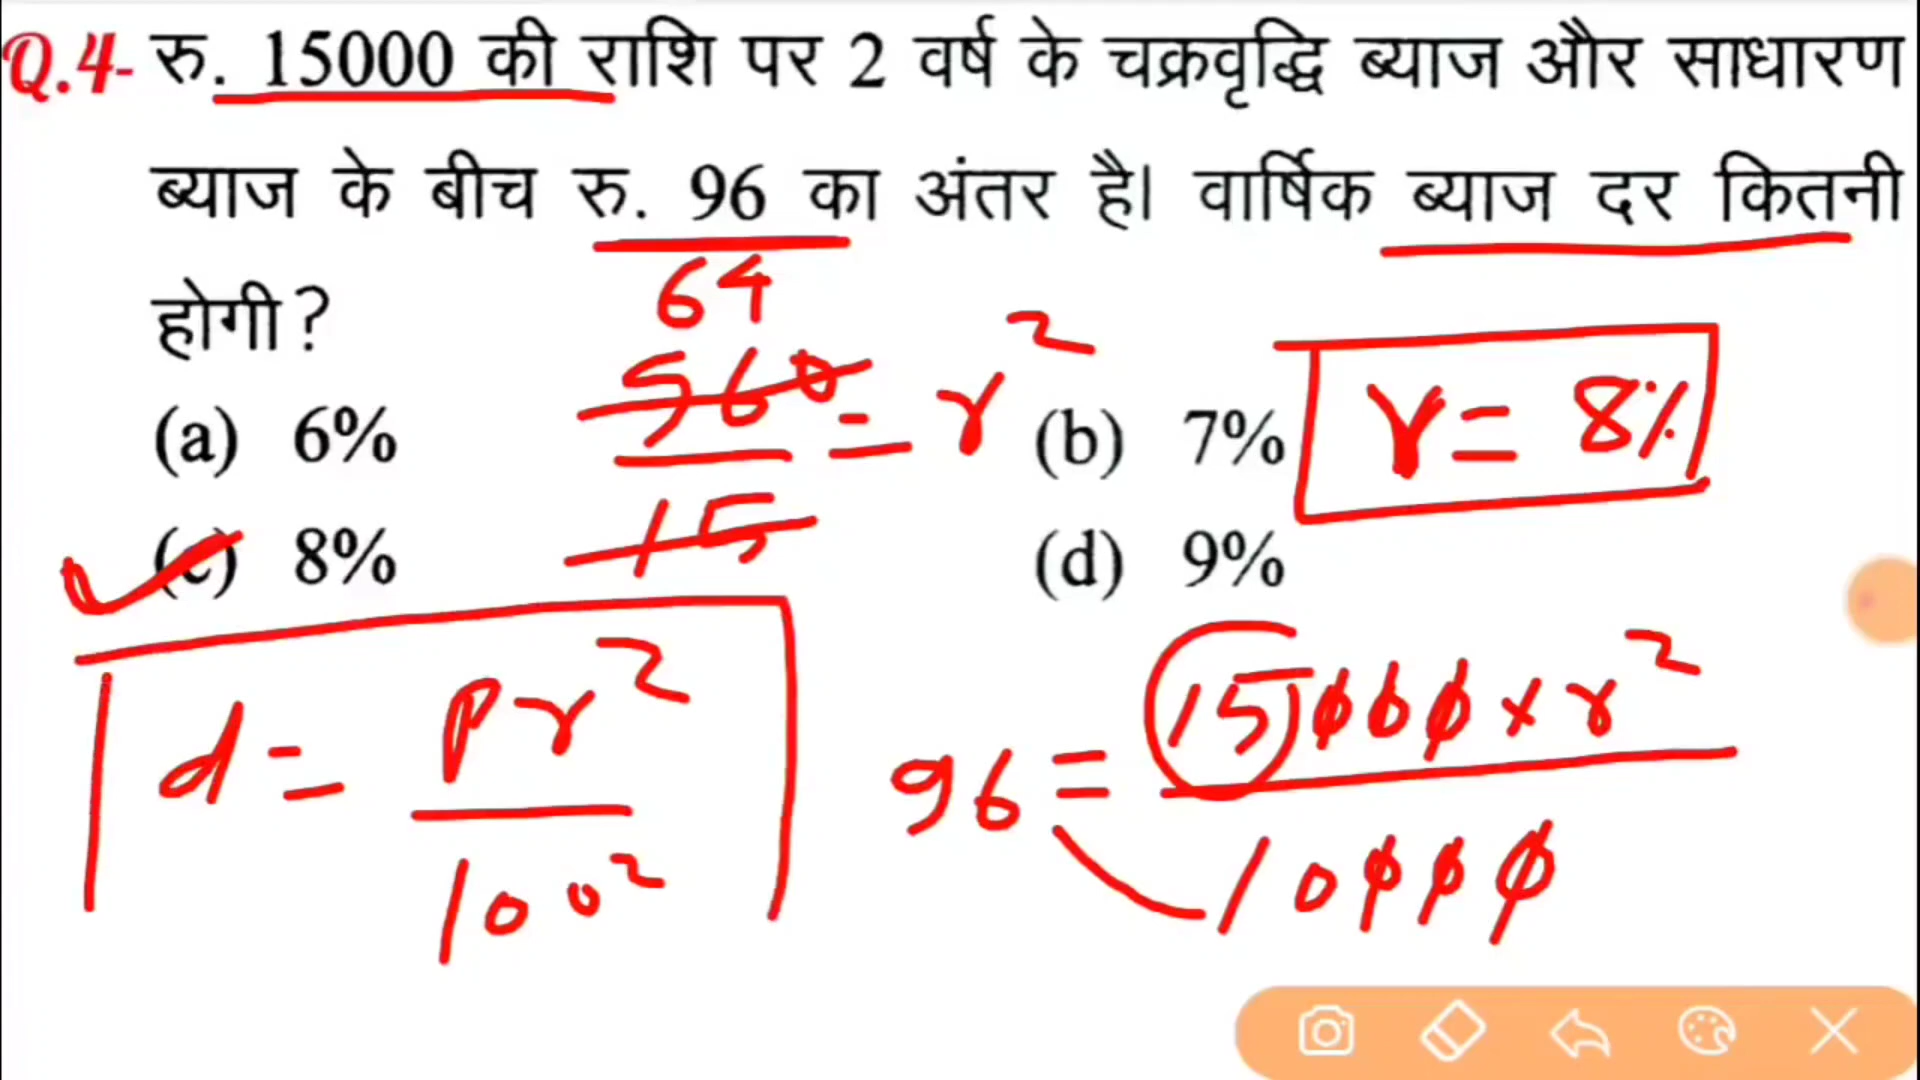 Q.4- रु. 15000 की राशि पर 2 वर्ष के चक्रवृद्धि ब्याज और साधारण
ब्याज के बीच रु. 96 का अंतर है। वार्षिक ब्याज दर कितनी
होगी?
64
960 = r²
15
r = 8%
(a) 6%
(b) 7%
(c) 8%
(d) 9%
d = pr²
100²
96 = 15000 × r²
10000